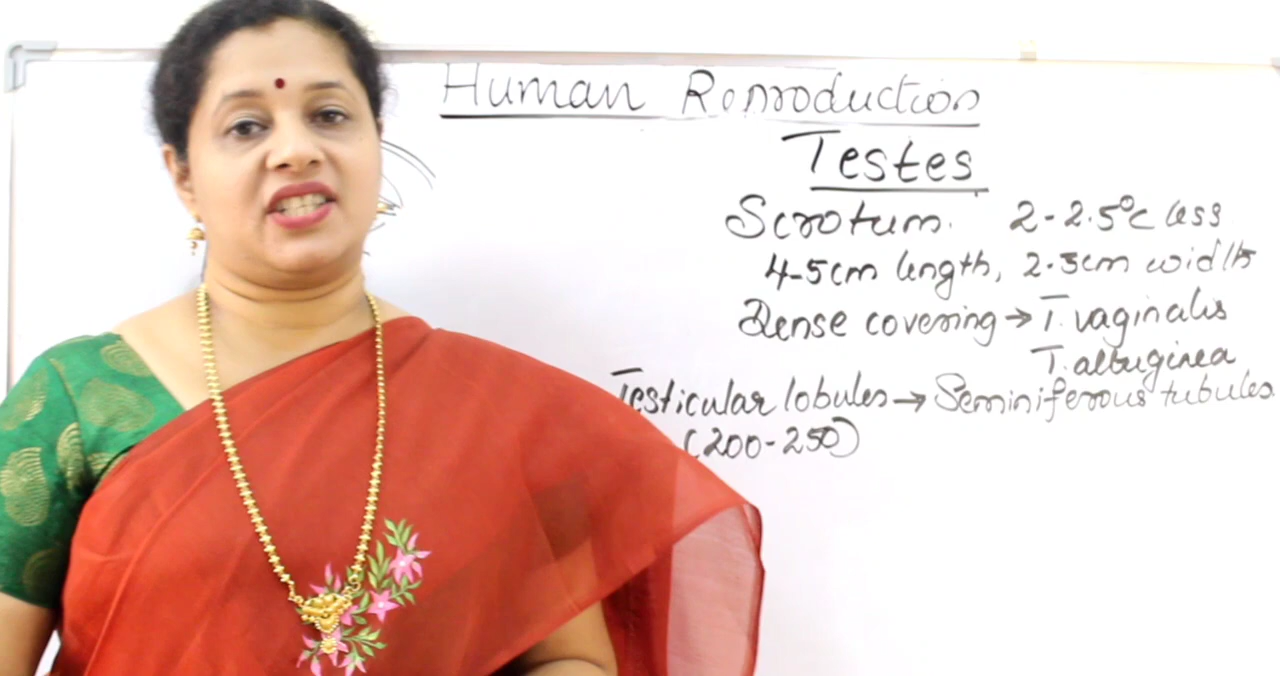 Human Reproduction
Testes
Scrotum. 2-2.5°C less
4-5cm length, 2-3cm width
Dense covering → T. vaginalis
T. albuginea
Testicular lobules → Seminiferous tubules.
(200-250)